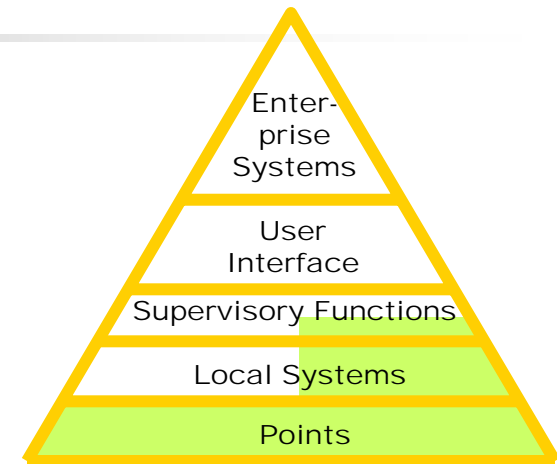 Enter-
prise
Systems
User
Interface
Supervisory Functions
Local Systems
Points